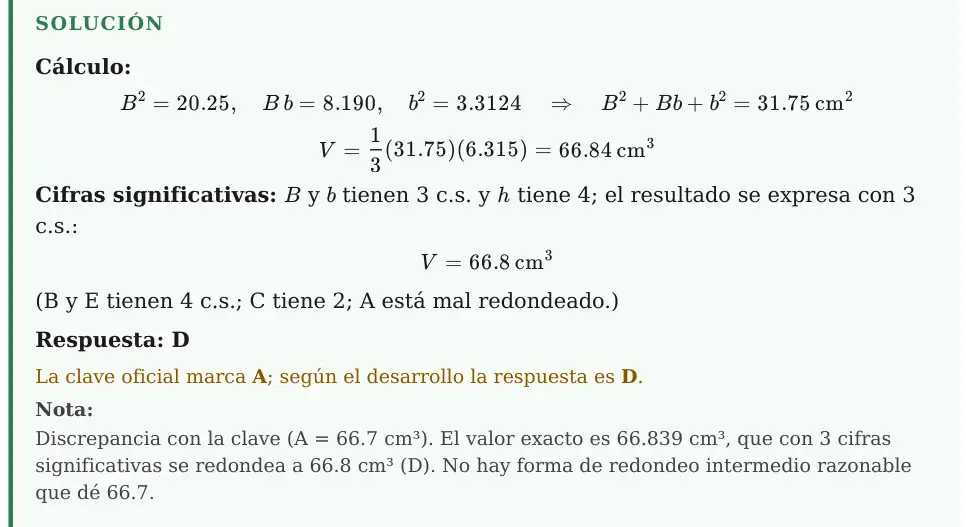 SOLUCIÓN
Cálculo:
B² = 20.25, B b = 8.190, b² = 3.3124 ⇒ B² + Bb + b² = 31.75 cm²
V = 1/3 (31.75)(6.315) = 66.84 cm³
Cifras significativas: B y b tienen 3 c.s. y h tiene 4; el resultado se expresa con 3
c.s.:
V = 66.8 cm³
(B y E tienen 4 c.s.; C tiene 2; A está mal redondeado.)
Respuesta: D
La clave oficial marca A; según el desarrollo la respuesta es D.
Nota:
Discrepancia con la clave (A = 66.7 cm³). El valor exacto es 66.839 cm³, que con 3 cifras
significativas se redondea a 66.8 cm³ (D). No hay forma de redondeo intermedio razonable
que dé 66.7.